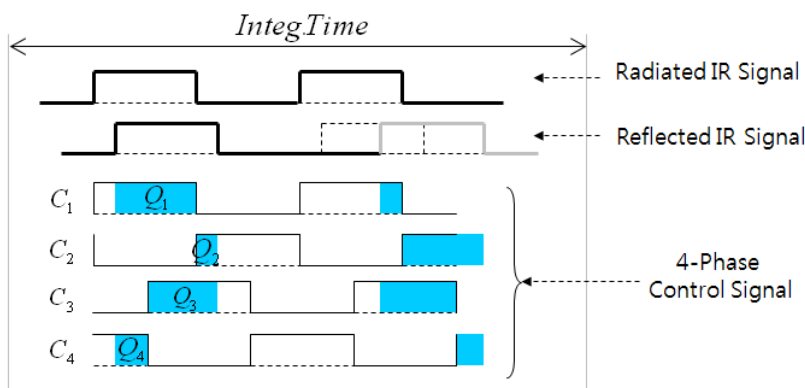 Integ.Time
Radiated IR Signal
Reflected IR Signal
C1
Q1
C2
Q2
C3
Q3
C4
Q4
4-Phase
Control Signal